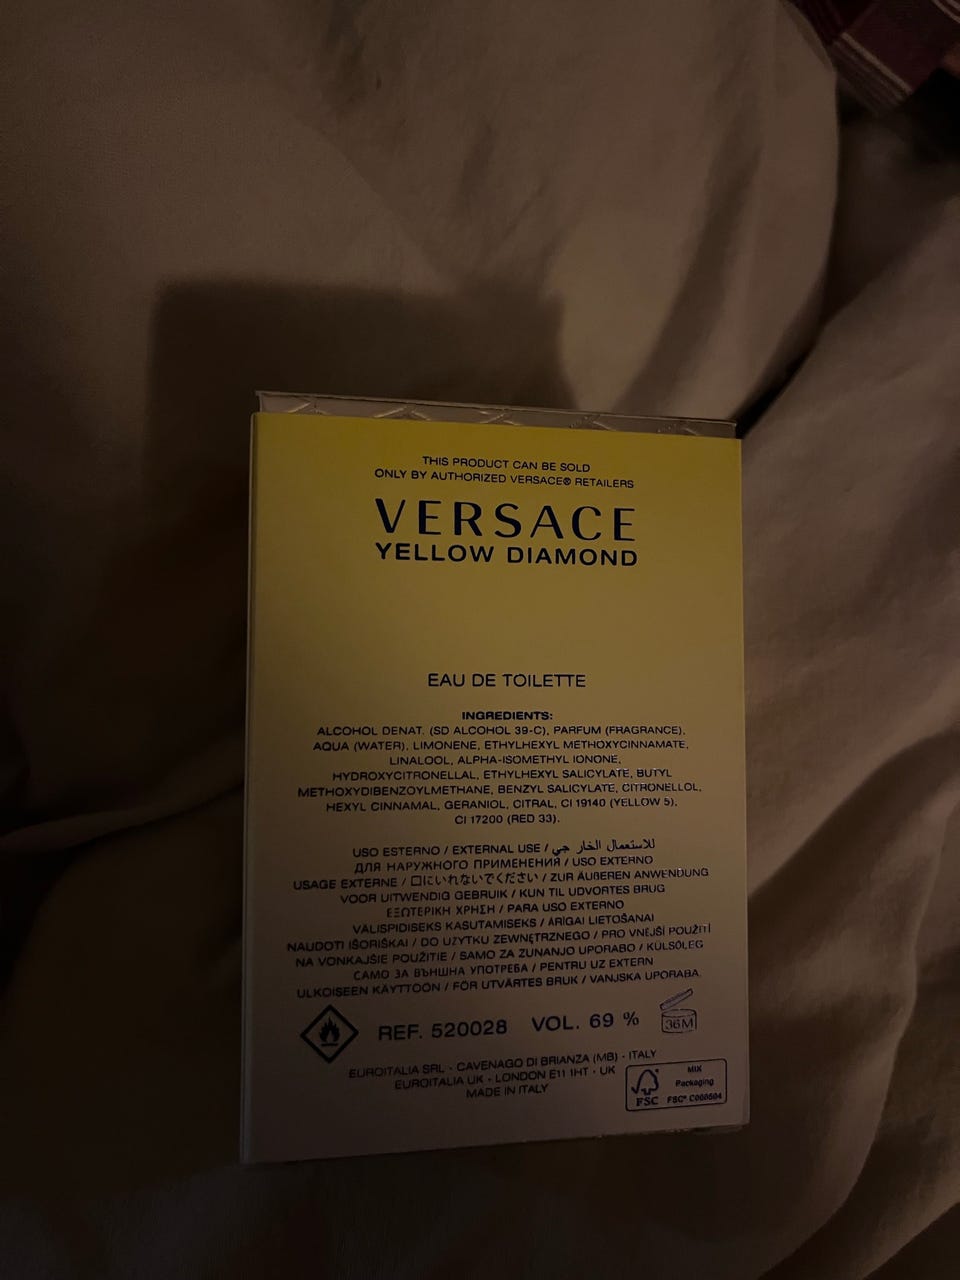 THIS PRODUCT CAN BE SOLD
ONLY BY AUTHORIZED VERSACE® RETAILERS
VERSACE
YELLOW DIAMOND
EAU DE TOILETTE
INGREDIENTS:
ALCOHOL DENAT. (SD ALCOHOL 39-C), PARFUM (FRAGRANCE),
AQUA (WATER), LIMONENE, ETHYLHEXYL METHOXYCINNAMATE,
LINALOOL, ALPHA-ISOMETHYL IONONE,
HYDROXYCITRONELLAL, ETHYLHEXYL SALICYLATE, BUTYL
METHOXYDIBENZOYLMETHANE, BENZYL SALICYLATE, CITRONELLOL,
HEXYL CINNAMAL, GERANIOL, CITRAL, CI 19140 (YELLOW 5),
CI 17200 (RED 33).
USO ESTERNO / EXTERNAL USE / للاستعمال الخار جي
ДЛЯ НАРУЖНОГО ПРИМЕНЕНИЯ / USO EXTERNO
USAGE EXTERNE / 口にいれないでください / ZUR ÄUßEREN ANWENDUNG
VOOR UITWENDIG GEBRUIK / KUN TIL UDVORTES BRUG
ΕΞΩΤΕΡΙΚΗ ΧΡΗΣΗ / PARA USO EXTERNO
VÄLISPIDISEKS KASUTAMISEKS / ĀRĪGAI LIETOŠANAI
NAUDOTI IŠORIŠKAI / DO UŻYTKU ZEWNĘTRZNEGO / PRO VNĚJŠÍ POUŽITÍ
NA VONKAJŠIE POUŽITIE / SAMO ZA ZUNANJO UPORABO / KÜLSŐLEG
САМО ЗА ВЪНШНА УПОТРЕБА / PENTRU UZ EXTERN
ULKOISEEN KÄYTTÖÖN / FÖR UTVÄRTES BRUK / VANJSKA UPORABA
REF. 520028 VOL. 69 % 36M
EUROITALIA SRL - CAVENAGO DI BRIANZA (MB) - ITALY
EUROITALIA UK - LONDON E11 1HT - UK
MADE IN ITALY
FSC
MIX
Packaging
FSC® C060504